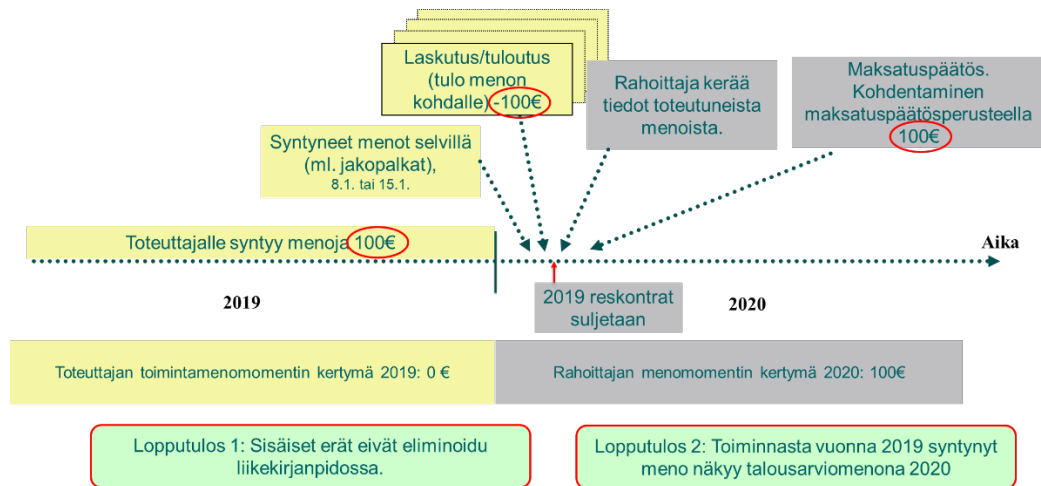 Laskutus/tuloutus
(tulo menon
kohdalle) -100€
Rahoittaja kerää
tiedot toteutuneista
menoista.
Maksatuspäätös.
Kohdentaminen
maksatuspäätösperusteella
100€
Syntyneet menot selvillä
(ml. jakopalkat),
8.1. tai 15.1.
Toteuttajalle syntyy menoja 100€
Aika
2019
2019 reskontrat
suljetaan
2020
Toteuttajan toimintamenomomentin kertymä 2019: 0 €
Rahoittajan menomomentin kertymä 2020: 100€
Lopputulos 1: Sisäiset erät eivät eliminoidu
liikekirjanpidossa.
Lopputulos 2: Toiminnasta vuonna 2019 syntynyt
meno näkyy talousarviomenona 2020